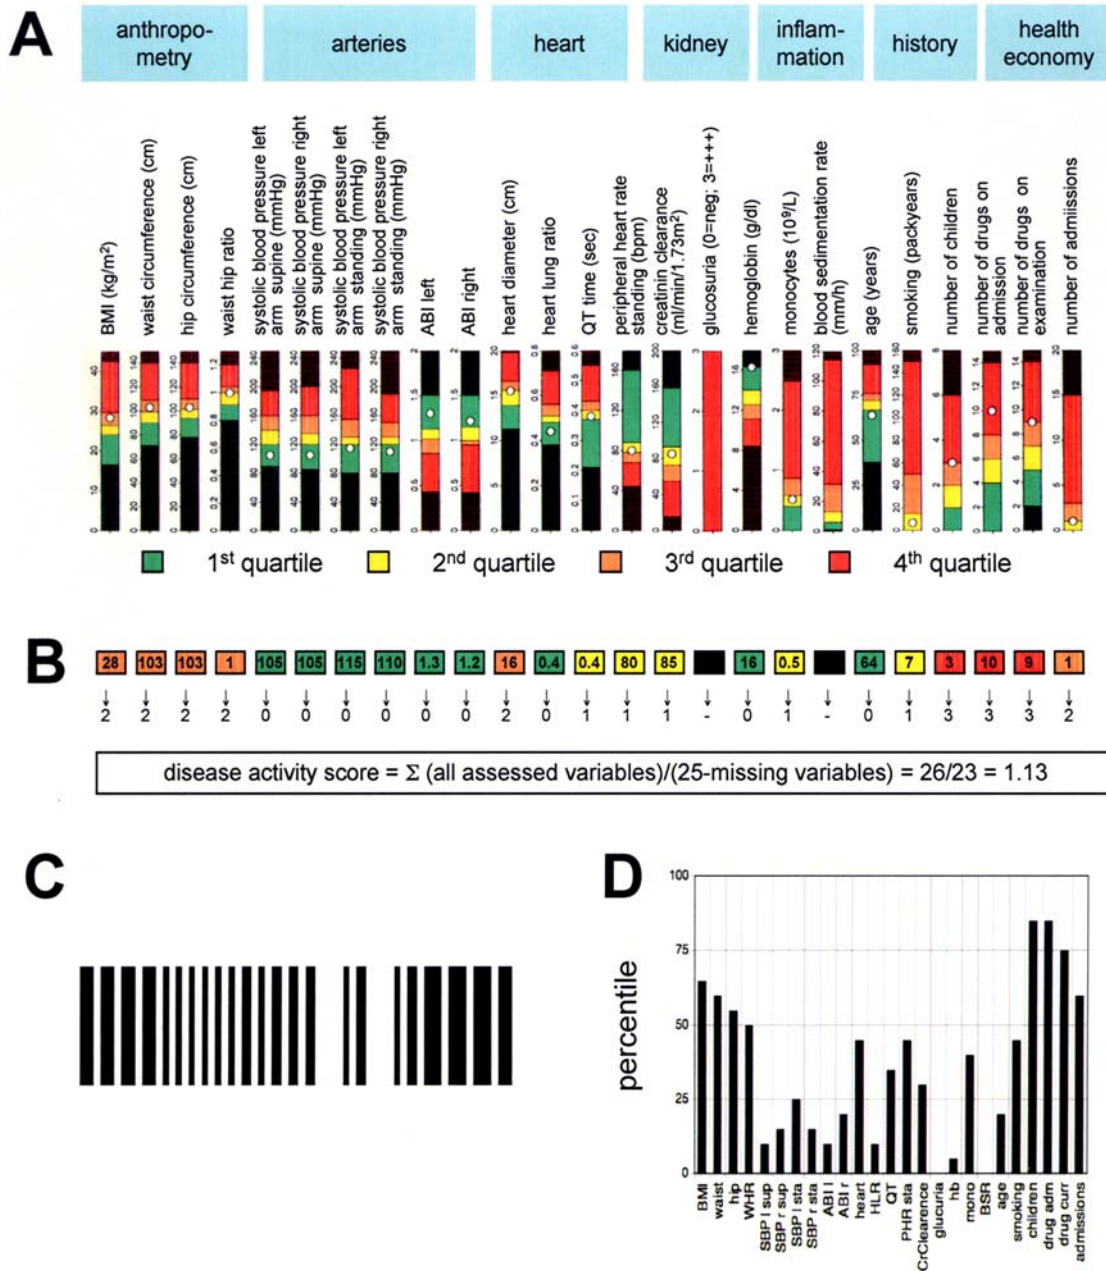 A
anthropo-
metry
arteries
heart
kidney
inflam-
mation
history
health
economy
BMI (kg/m²)
waist circumference (cm)
hip circumference (cm)
waist hip ratio
systolic blood pressure left
arm supine (mmHg)
systolic blood pressure right
arm supine (mmHg)
systolic blood pressure left
arm standing (mmHg)
systolic blood pressure right
arm standing (mmHg)
ABI left
ABI right
heart diameter (cm)
heart lung ratio
QT time (sec)
peripheral heart rate
standing (bpm)
creatinin clearance
(ml/min/1.73m²)
glucosuria (0=neg; 3=+++)
hemoglobin (g/dl)
monocytes (10⁹/L)
blood sedimentation rate
(mm/h)
age (years)
smoking (packyears)
number of children
number of drugs on
admission
number of drugs on
examination
number of admiissions
1st quartile
2nd quartile
3rd quartile
4th quartile
B
28 103 103 1 105 105 115 110 1.3 1.2 16 0.4 0.4 80 85 16 0.5 64 7 3 10 9 1
2 2 2 2 0 0 0 0 0 0 2 0 1 1 1 - 0 1 - 0 1 3 3 3 2
disease activity score = Σ (all assessed variables)/(25-missing variables) = 26/23 = 1.13
C
D
percentile
100
75
50
25
0
BMI
waist
hip
WHR
SBP l sup
SBP r sup
SBP l sta
SBP r sta
ABI l
ABI r
heart
HLR
QT
PHR sta
CrClearence
glucuria
hb
mono
BSR
age
smoking
children
drug adm
drug curr
admissions